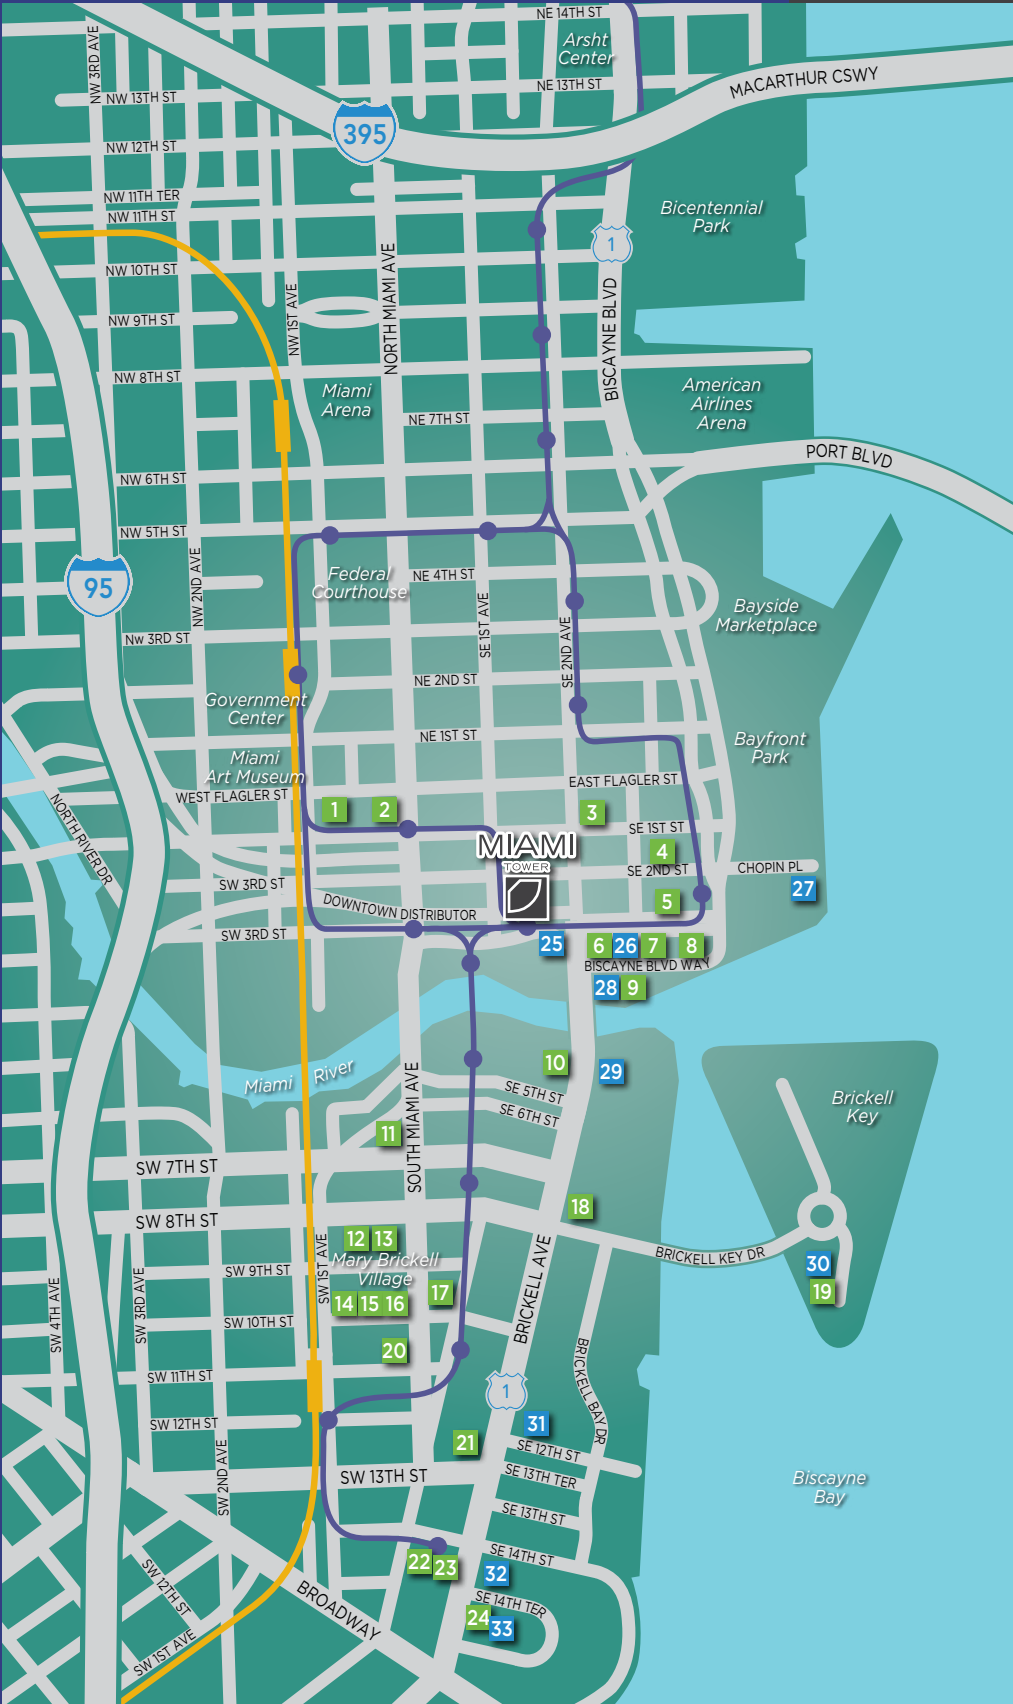 NE 14TH ST
NW 3RD AVE
Arsht
Center
MACARTHUR CSWY
NE 13TH ST
NW 13TH ST
395
NW 12TH ST
NW 11TH TER
NW 11TH ST
Bicentennial
Park
1
NORTH MIAMI AVE
NW 10TH ST
BISCAYNE BLVD
NW 1ST AVE
NW 9TH ST
NW 8TH ST
Miami
Arena
American
Airlines
Arena
NE 7TH ST
PORT BLVD
NW 6TH ST
NW 5TH ST
NW 2ND AVE
95
Federal
Courthouse
NE 4TH ST
SE 1ST AVE
SE 2ND AVE
Bayside
Marketplace
Nw 3RD ST
NE 2ND ST
Government
Center
NE 1ST ST
Bayfront
Park
Miami
Art Museum
EAST FLAGLER ST
WEST FLAGLER ST
NORTH RIVER DR
1
2
3
SE 1ST ST
MIAMI
TOWER
4
SE 2ND ST
CHOPIN PL
27
SW 3RD ST
5
DOWNTOWN DISTRIBUTOR
SW 3RD ST
25
6
26
7
8
BISCAYNE BLVD WAY
28
9
10
29
Miami River
SE 5TH ST
SE 6TH ST
Brickell
Key
SOUTH MIAMI AVE
11
SW 7TH ST
18
SW 8TH ST
12
13
SW 1ST AVE
Mary Brickell
Village
BRICKELL AVE
BRICKELL KEY DR
30
19
SW 9TH ST
SW 4TH AVE
SW 3RD AVE
14
15
16
17
SW 10TH ST
20
BRICKELL BAY DR
SW 11TH ST
1
SW 12TH ST
31
21
SE 12TH ST
SW 2ND AVE
SW 13TH ST
SE 13TH TER
Biscayne
Bay
SE 13TH ST
22
23
SE 14TH ST
32
SW 12TH ST
BROADWAY
SE 14TH TER
24
33
SW 1ST AVE